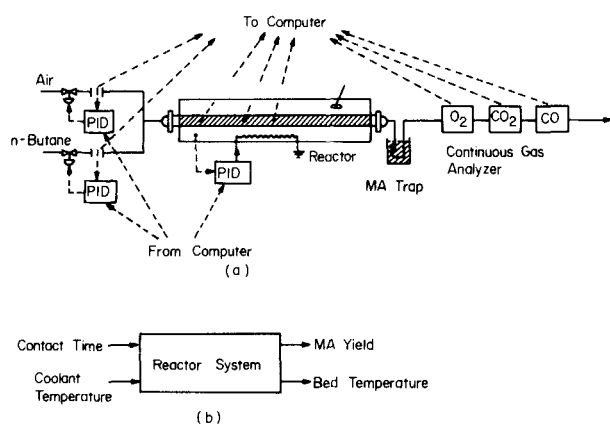 To Computer
Air
PID
n-Butane
PID
PID
Reactor
MA Trap
O2
CO2
CO
Continuous Gas
Analyzer
From Computer
(a)
Contact Time
Coolant
Temperature
Reactor System
MA Yield
Bed Temperature
(b)